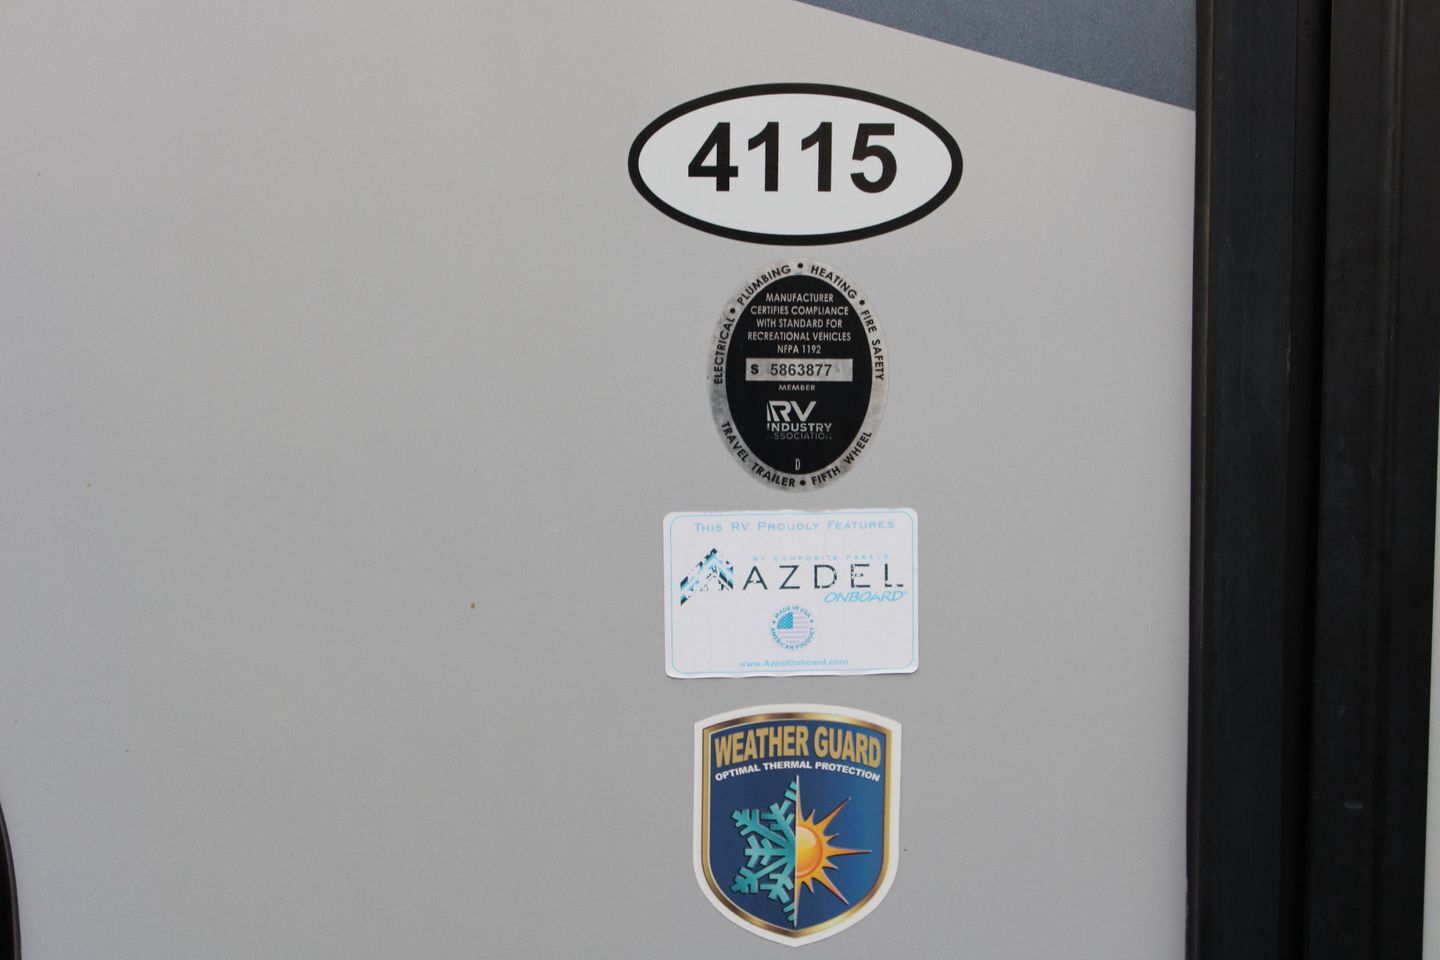 4115
ELECTRICAL • PLUMBING • HEATING • FIRE SAFETY
MANUFACTURER
CERTIFIES COMPLIANCE
WITH STANDARD FOR
RECREATIONAL VEHICLES
NFPA 1192
S 5863877
MEMBER
RV
INDUSTRY
ASSOCIATION
D
TRAVEL TRAILER • FIFTH WHEEL
THIS RV PROUDLY FEATURES
RV COMPOSITE PANELS
AZDEL
ONBOARD®
MADE IN USA
AMERICAN PRODUCT
www.AzdelOnboard.com
WEATHER GUARD
OPTIMAL THERMAL PROTECTION